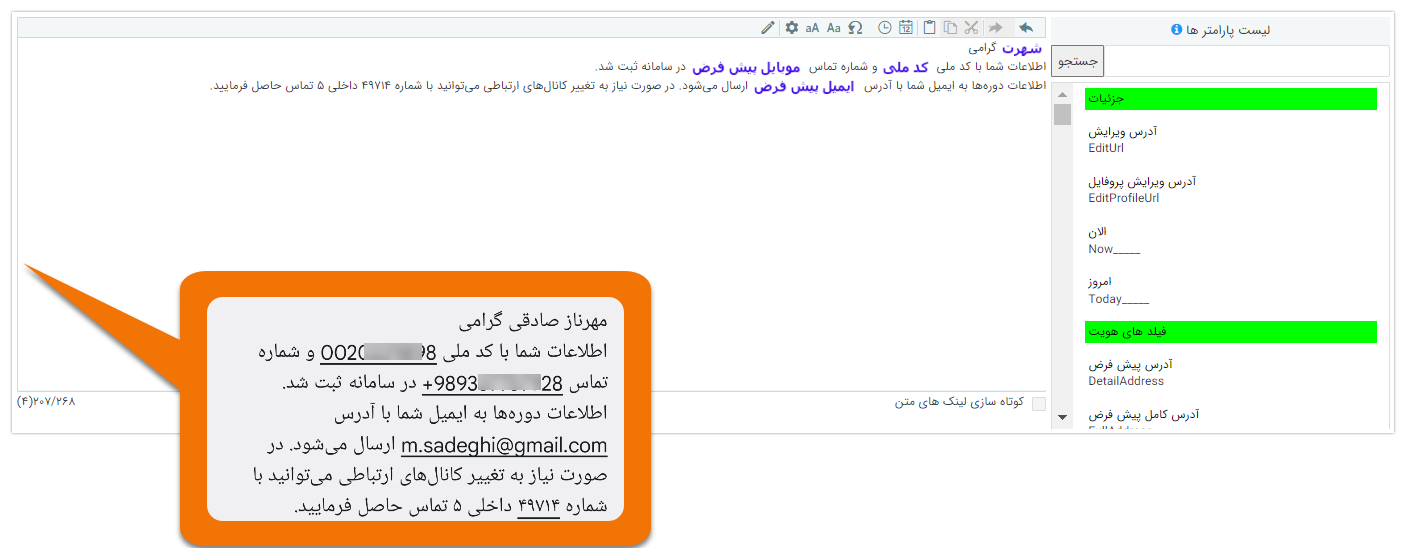 لیست پارامتر ها
جستجو
جزئیات
آدرس ویرایش
EditUrl
آدرس ویرایش پروفایل
EditProfileUrl
الان
Now_____
امروز
Today_____
فیلد های هویت
آدرس پیش فرض
DetailAddress
آدرس کامل پیش فرض
aA Aa 12
شهرت گرامی
اطلاعات شما با کد ملی کد ملی و شماره تماس موبایل پیش فرض در سامانه ثبت شد.
اطلاعات دوره‌ها به ایمیل شما با آدرس ایمیل پیش فرض ارسال می‌شود. در صورت نیاز به تغییر کانال‌های ارتباطی می‌توانید با شماره ۴۹۷۱۴ داخلی ۵ تماس حاصل فرمایید.
کوتاه سازی لینک های متن
۲۰۷/۲۶۸(۴)
مهرناز صادقی گرامی
اطلاعات شما با کد ملی 0020 98 و شماره
تماس +9893 28 در سامانه ثبت شد.
اطلاعات دوره‌ها به ایمیل شما با آدرس
m.sadeghi@gmail.com ارسال می‌شود. در
صورت نیاز به تغییر کانال‌های ارتباطی می‌توانید با
شماره ۴۹۷۱۴ داخلی ۵ تماس حاصل فرمایید.